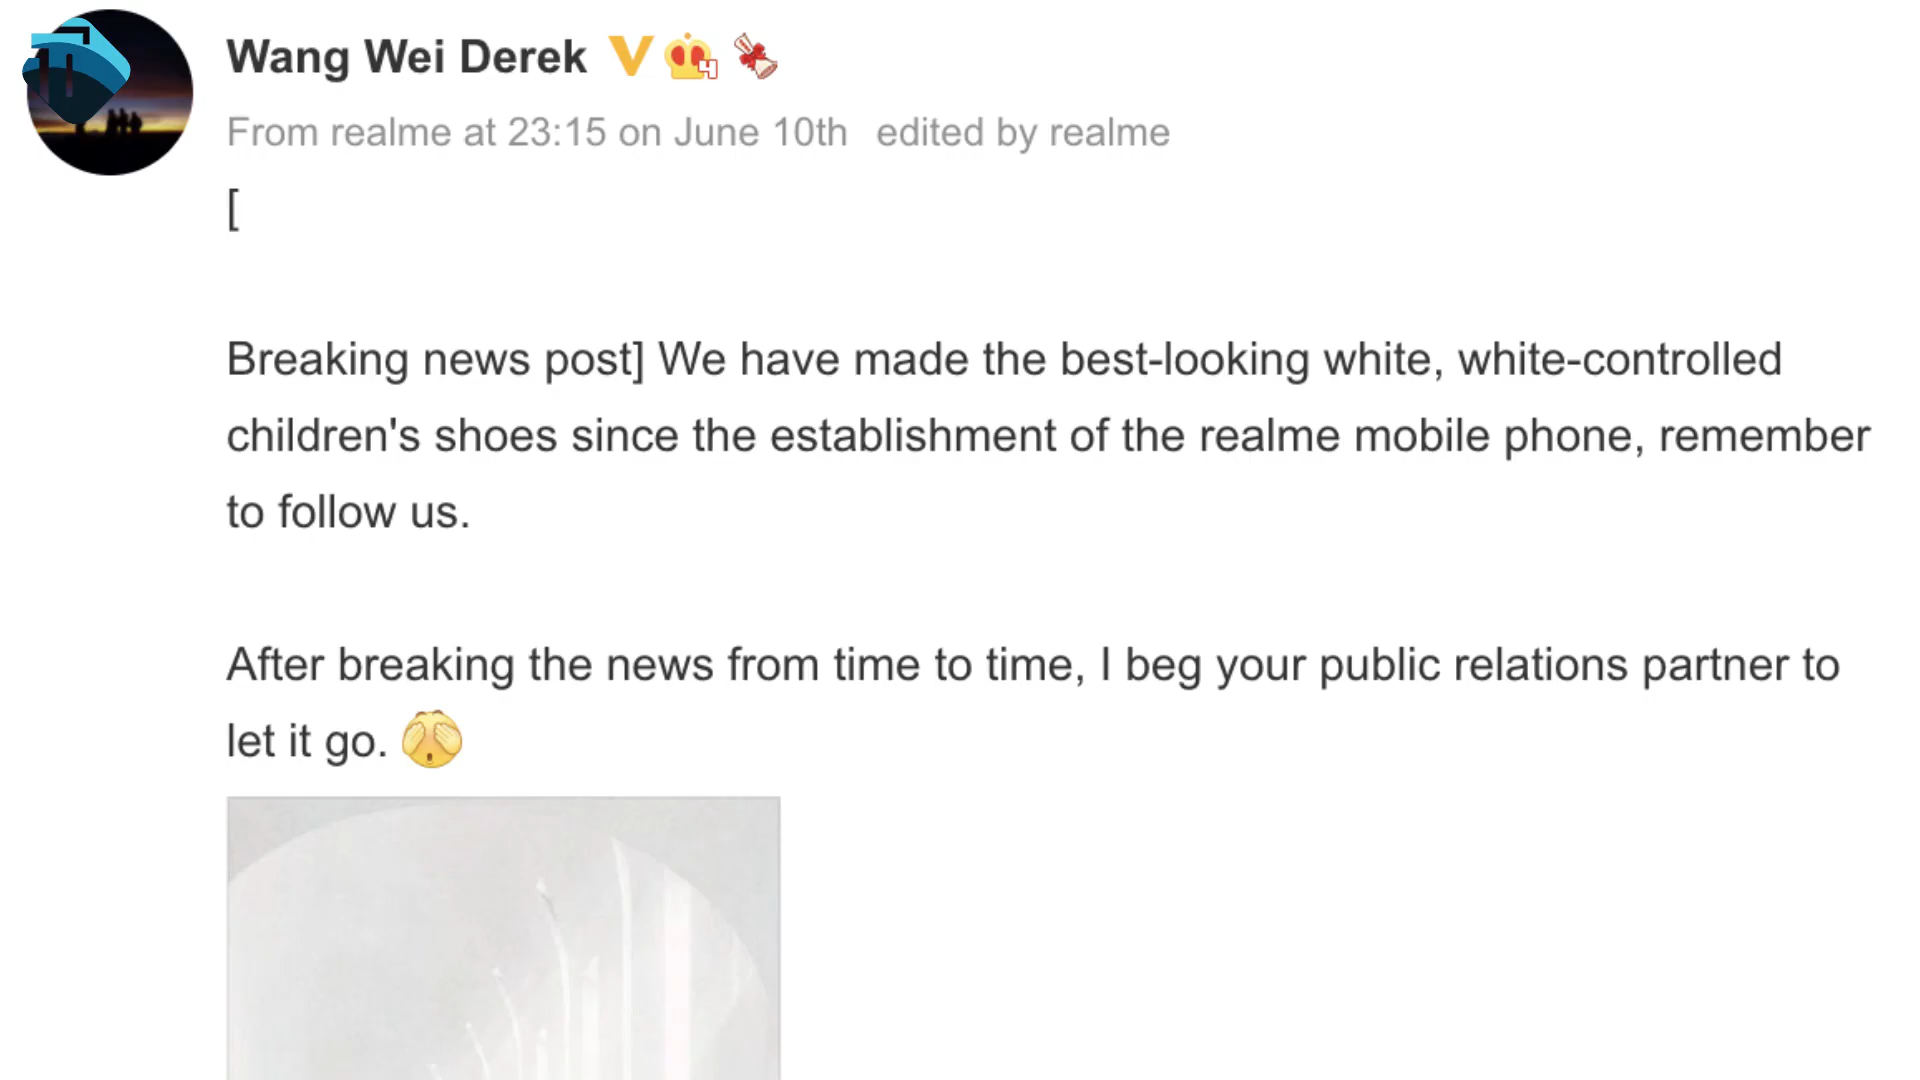 Wang Wei Derek
From realme at 23:15 on June 10th edited by realme
[
Breaking news post] We have made the best-looking white, white-controlled
children's shoes since the establishment of the realme mobile phone, remember
to follow us.
After breaking the news from time to time, I beg your public relations partner to
let it go.